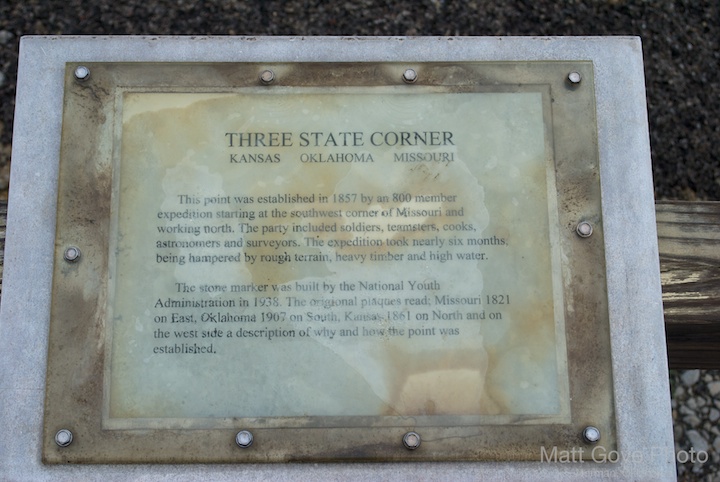 THREE STATE CORNER
KANSAS OKLAHOMA MISSOURI
This point was established in 1857 by an 800 member
expedition starting at the southwest corner of Missouri and
working north. The party included soldiers, teamsters, cooks,
astronomers and surveyors. The expedition took nearly six months,
being hampered by rough terrain, heavy timber and high water.
The stone marker was built by the National Youth
Administration in 1938. The origional plaques read: Missouri 1821
on East, Oklahoma 1907 on South, Kansas 1861 on North and on
the west side a description of why and how the point was
established.
Matt Gove Photo